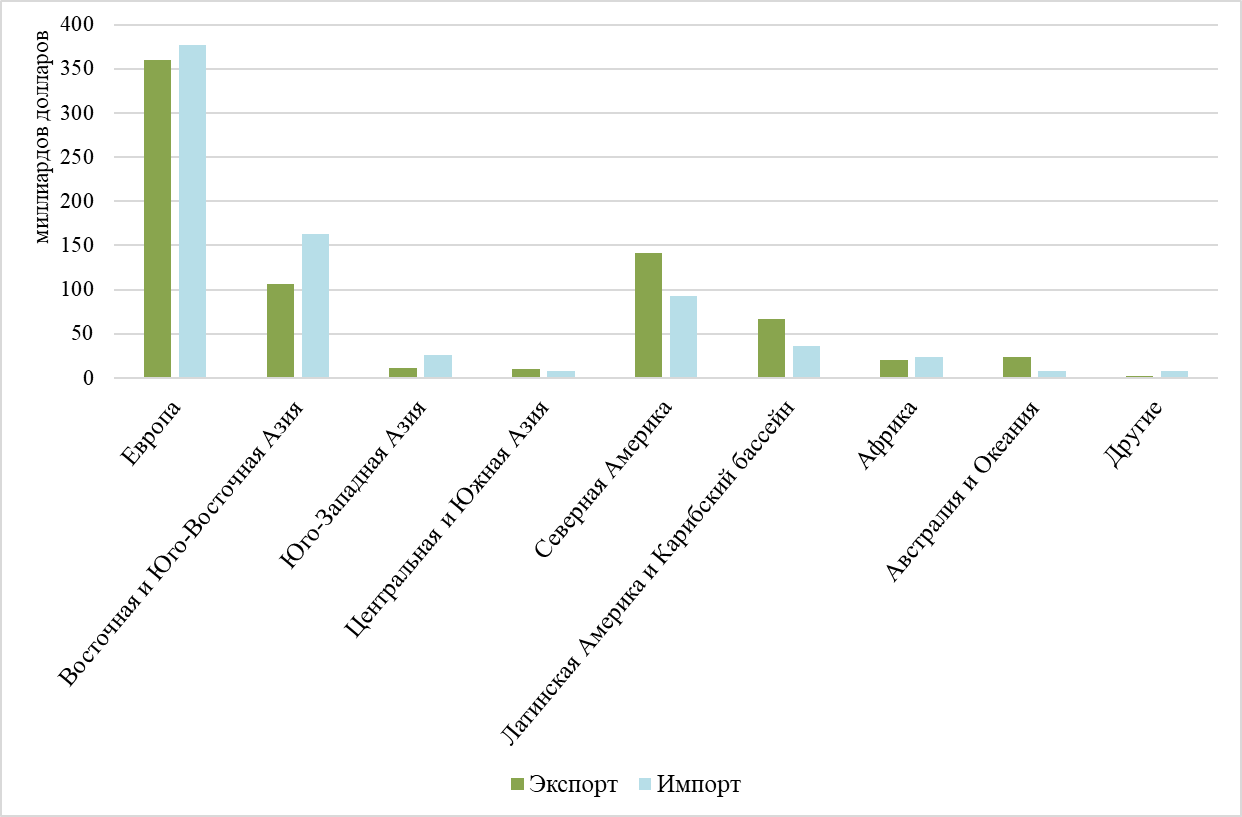 миллиардов долларов
400
350
300
250
200
150
100
50
0
Европа
Восточная и Юго-Восточная Азия
Юго-Западная Азия
Центральная и Южная Азия
Северная Америка
Латинская Америка и Карибский бассейн
Африка
Австралия и Океания
Другие
Экспорт
Импорт